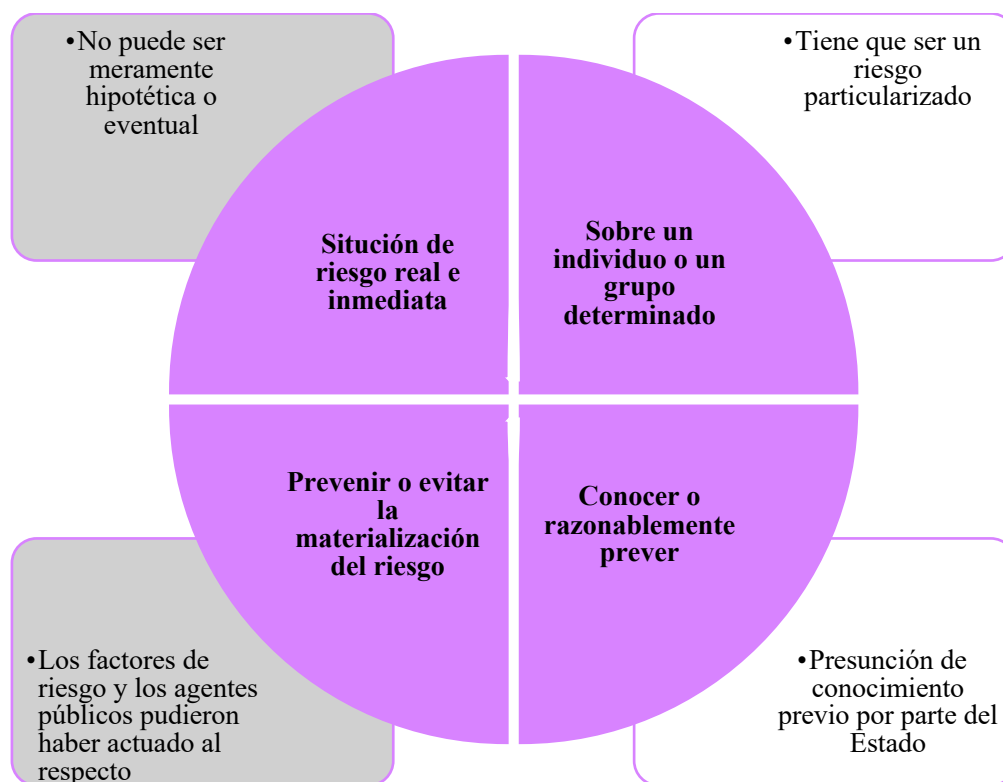 •No puede ser
meramente
hipotética o
eventual
•Tiene que ser un
riesgo
particularizado
Situción de
riesgo real e
inmediata
Sobre un
individuo o un
grupo
determinado
Prevenir o evitar
la
materialización
del riesgo
Conocer o
razonablemente
prever
•Los factores de
riesgo y los agentes
públicos pudieron
haber actuado al
respecto
•Presunción de
conocimiento
previo por parte del
Estado